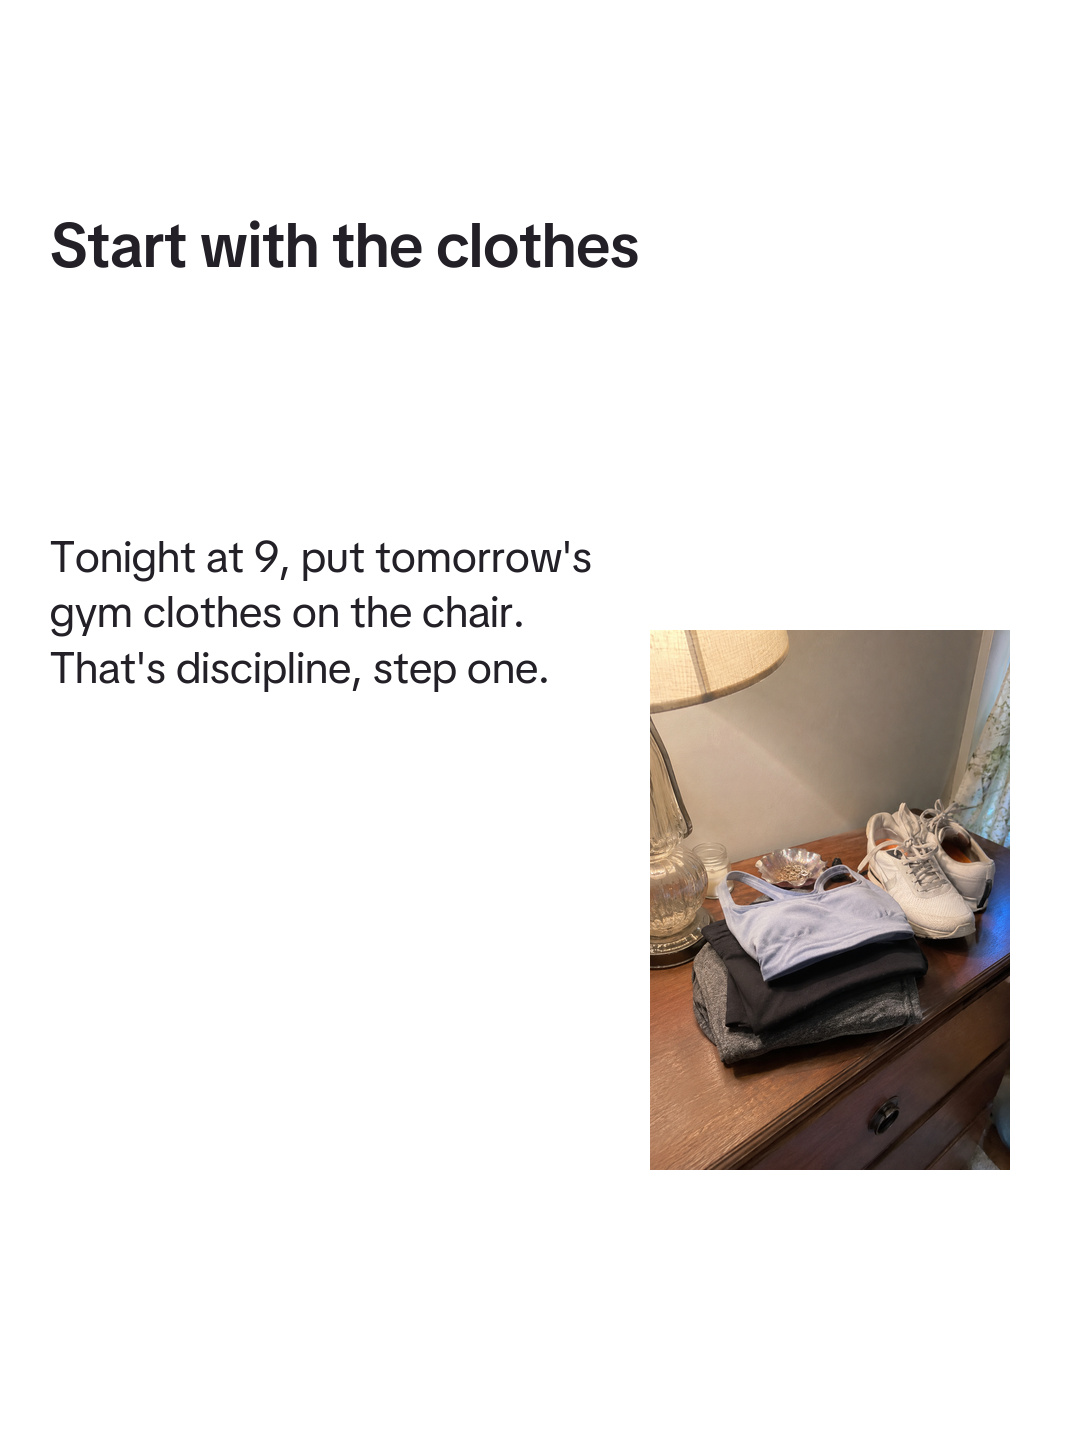 Start with the clothes
Tonight at 9, put tomorrow's
gym clothes on the chair.
That's discipline, step one.